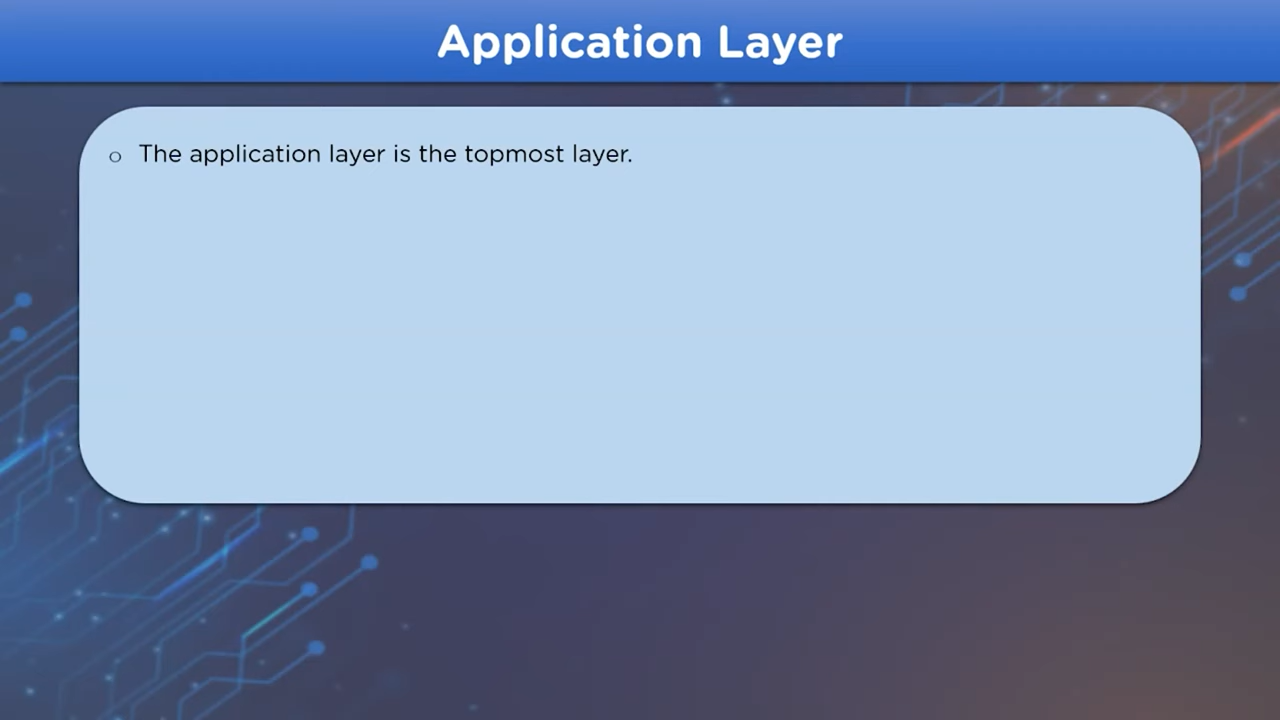 Application Layer
o The application layer is the topmost layer.